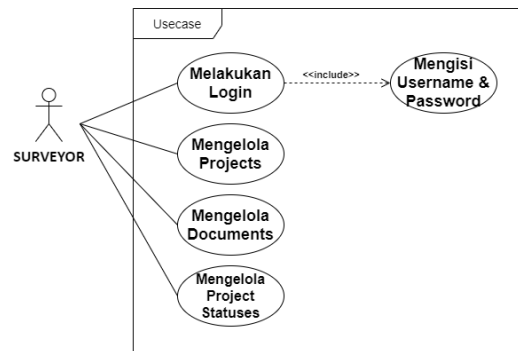 Usecase
Melakukan
Login
<<include>>
Mengisi
Username &
Password
SURVEYOR
Mengelola
Projects
Mengelola
Documents
Mengelola
Project
Statuses